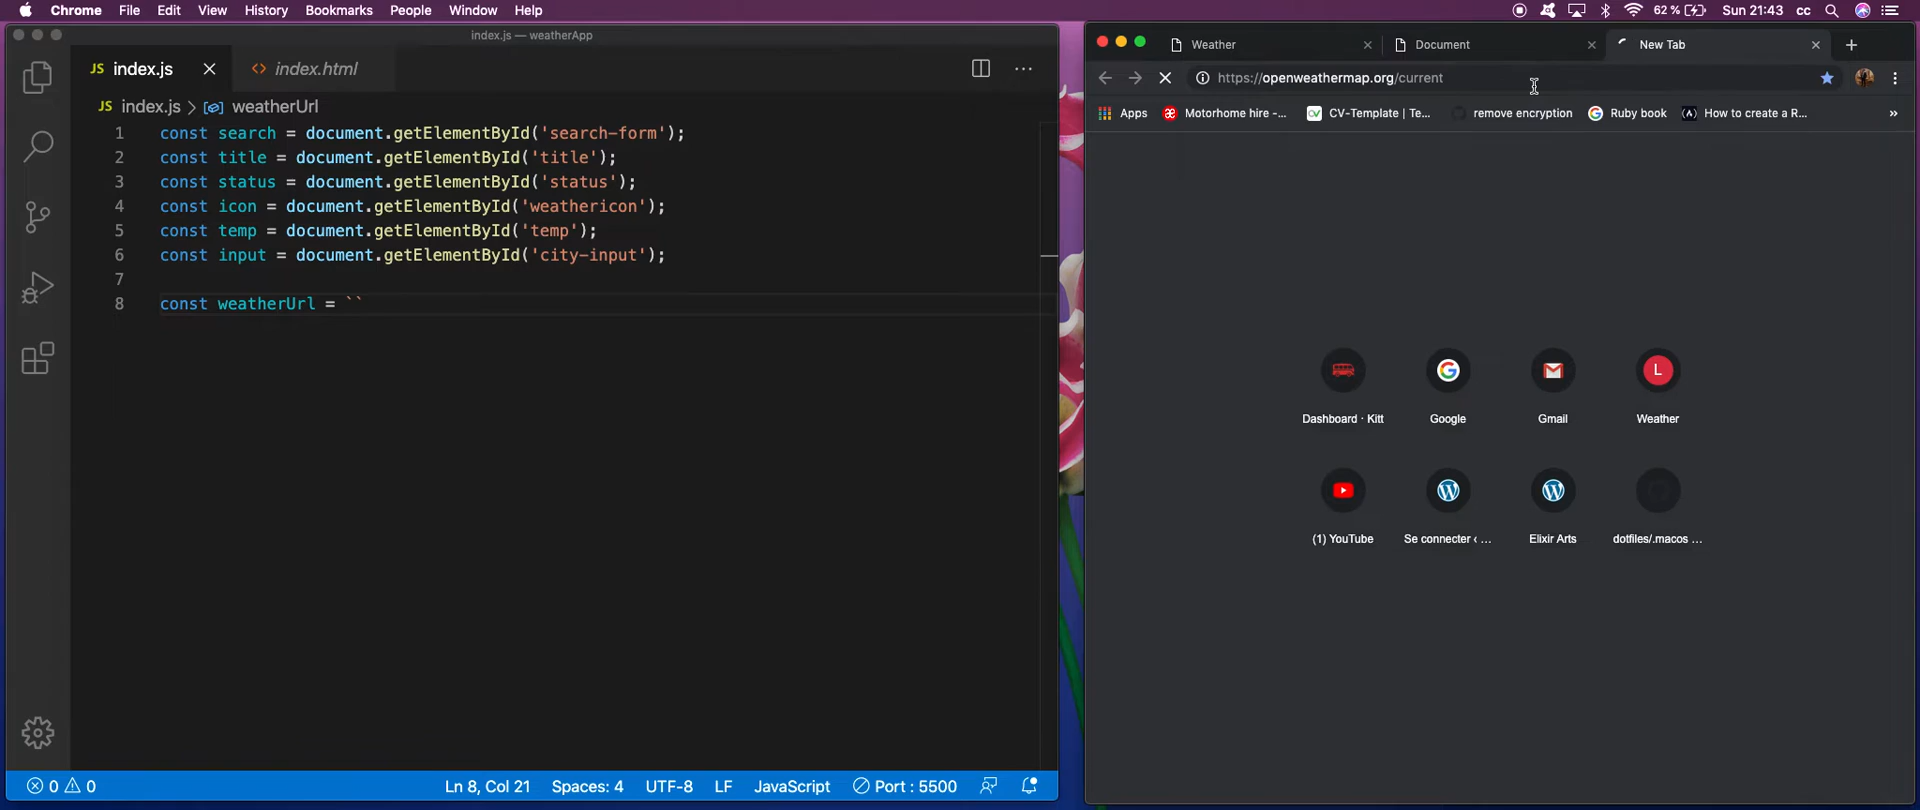 Chrome File Edit View History Bookmarks People Window Help 62 % Sun 21:43 cc
index.js — weatherApp
JS index.js <> index.html ...
JS index.js > weatherUrl
1 const search = document.getElementById('search-form');
2 const title = document.getElementById('title');
3 const status = document.getElementById('status');
4 const icon = document.getElementById('weathericon');
5 const temp = document.getElementById('temp');
6 const input = document.getElementById('city-input');
7
8 const weatherUrl = ``
0 0 Ln 8, Col 21 Spaces: 4 UTF-8 LF JavaScript Port : 5500
Weather Document New Tab
https://openweathermap.org/current
Apps Motorhome hire -... CV-Template | Te... remove encryption Ruby book How to create a R... »
L
Dashboard · Kitt Google Gmail Weather
(1) YouTube Se connecter ‹ ... Elixir Arts dotfiles/.macos ...